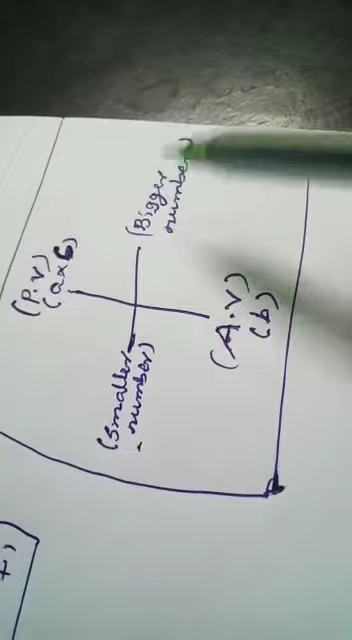 (P.V)
(a×b)
(Smaller
number)
(Bigger
number)
(A.V)
(b)